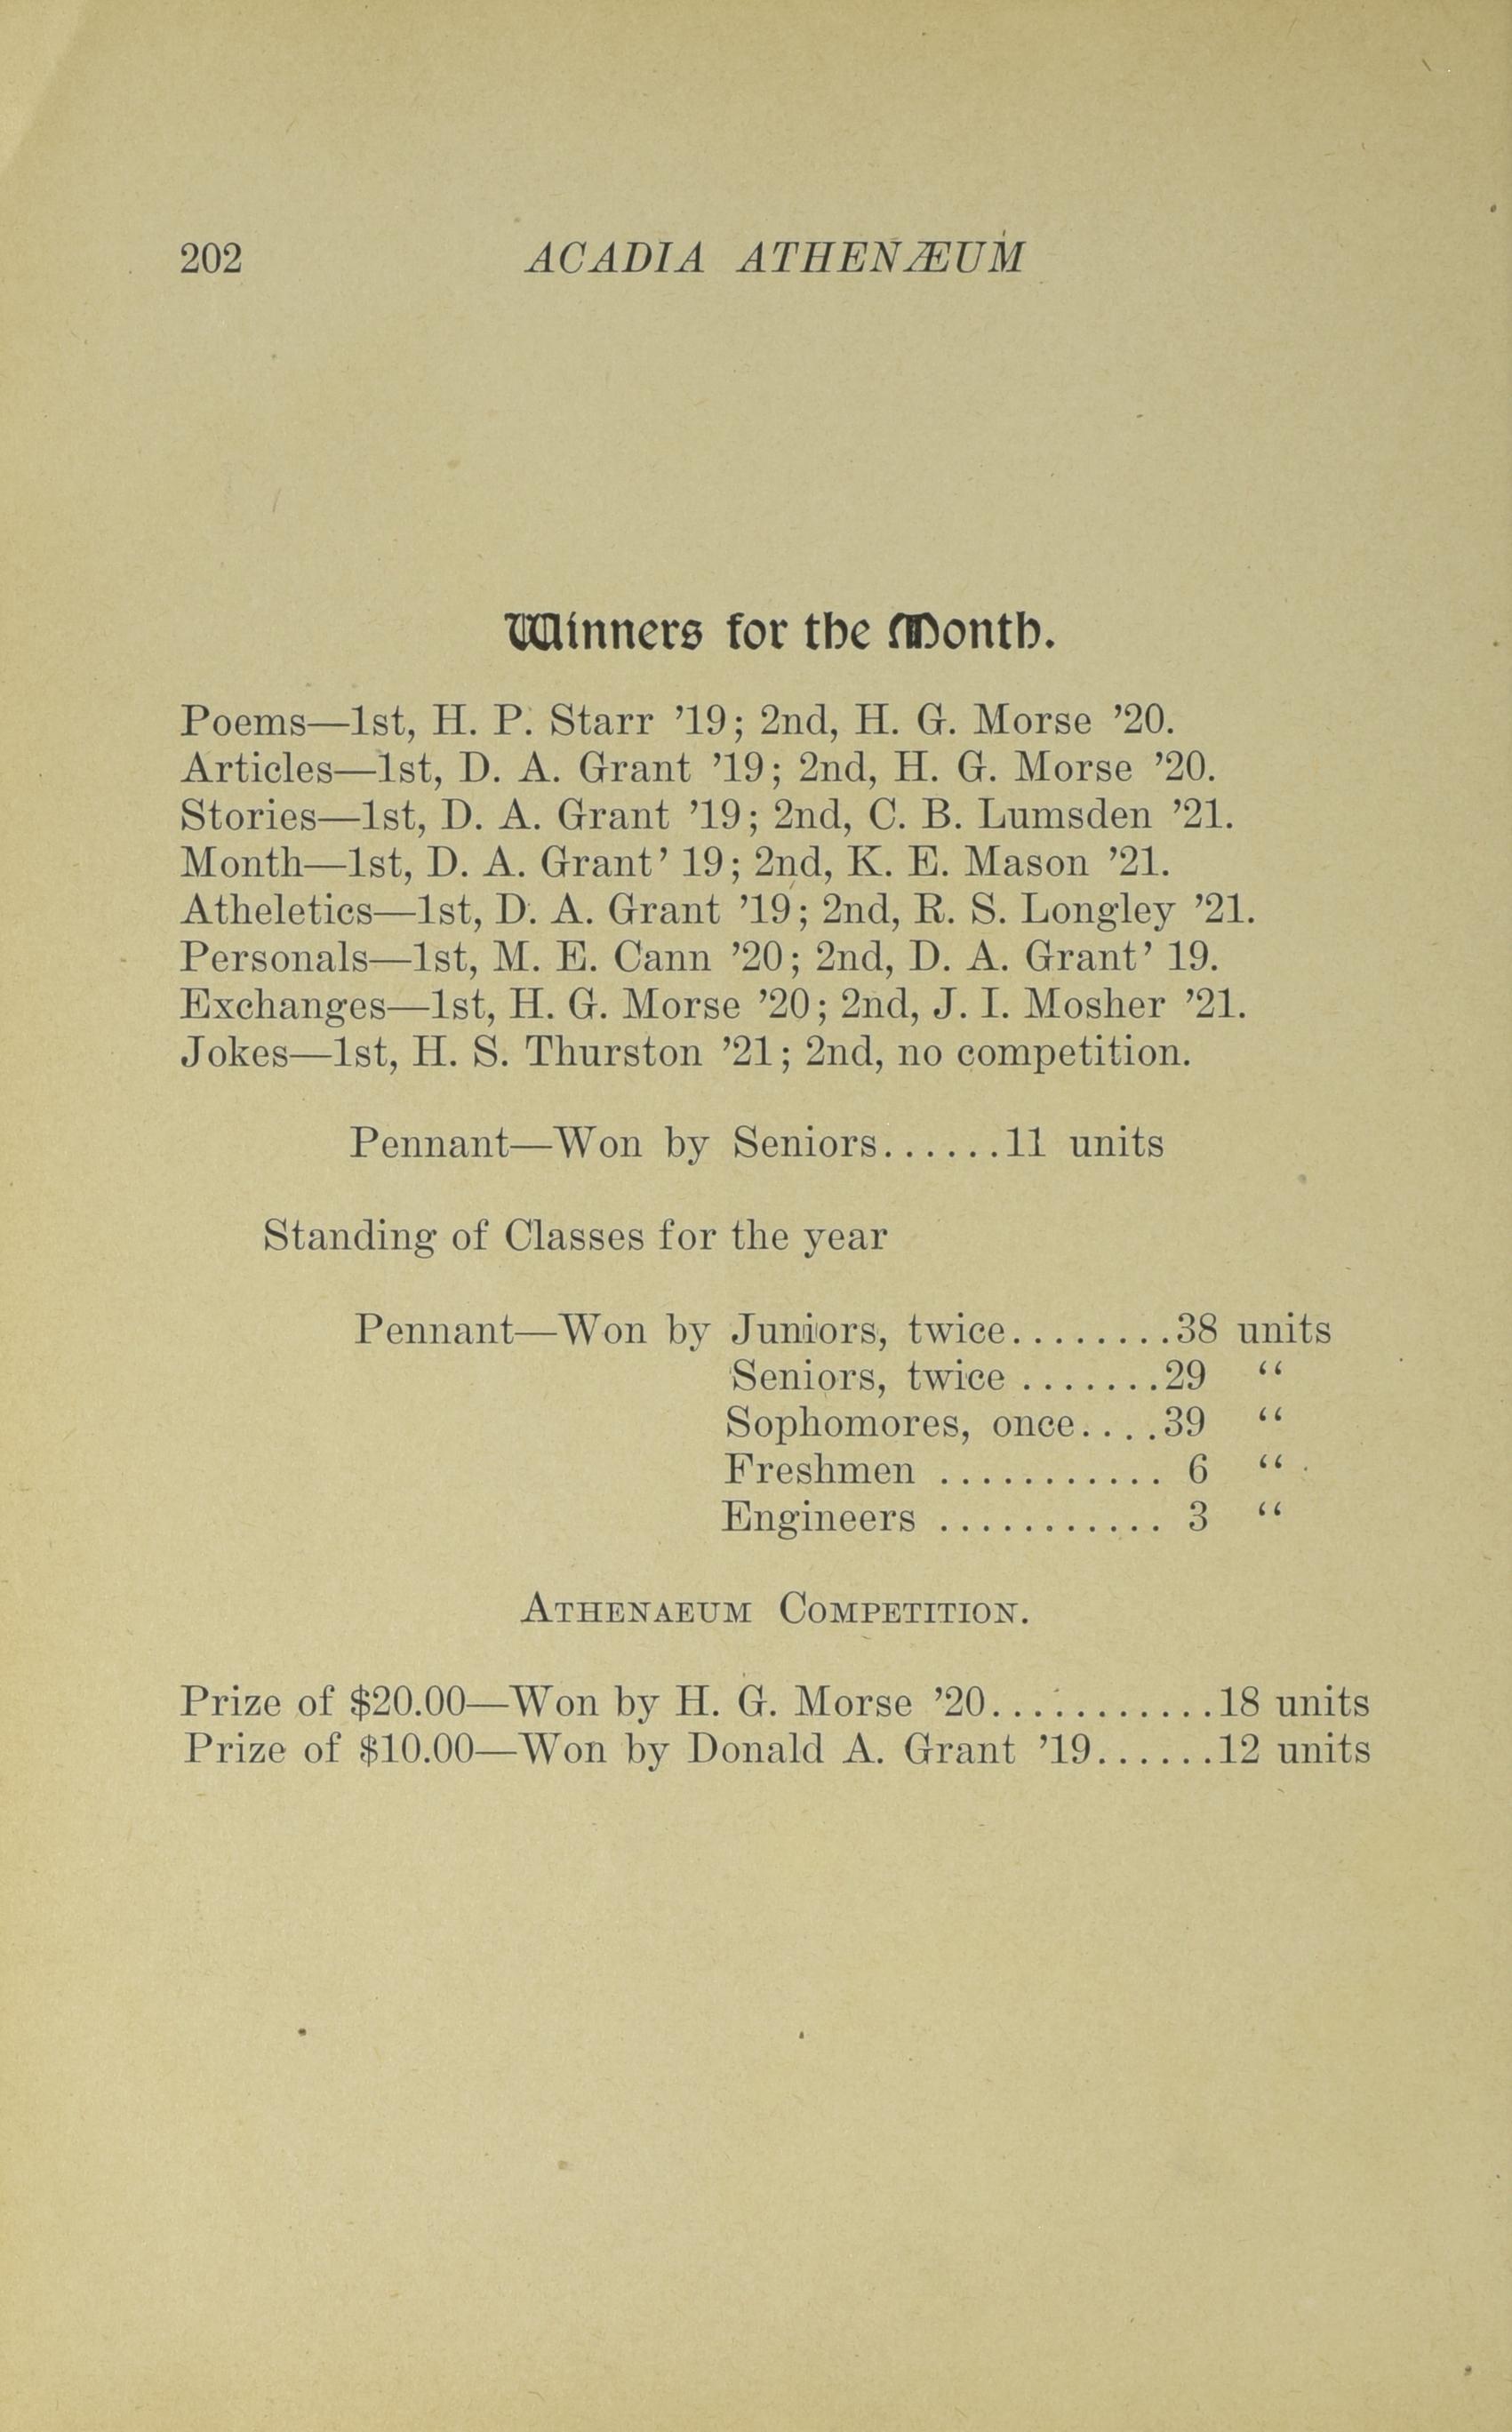 202 ACADIA ATHENÆUM
Winners for the Month.
Poems—1st, H. P. Starr ’19; 2nd, H. G. Morse ’20.
Articles—1st, D. A. Grant ’19; 2nd, H. G. Morse ’20.
Stories—1st, D. A. Grant ’19; 2nd, C. B. Lumsden ’21.
Month—1st, D. A. Grant’ 19; 2nd, K. E. Mason ’21.
Atheletics—1st, D. A. Grant ’19; 2nd, R. S. Longley ’21.
Personals—1st, M. E. Cann ’20; 2nd, D. A. Grant’ 19.
Exchanges—1st, H. G. Morse ’20; 2nd, J. I. Mosher ’21.
Jokes—1st, H. S. Thurston ’21; 2nd, no competition.
Pennant—Won by Seniors......11 units
Standing of Classes for the year
Pennant—Won by Juniors, twice........38 units
Seniors, twice .......29 “
Sophomores, once....39 “
Freshmen ........... 6 “
Engineers ........... 3 “
ATHENAEUM COMPETITION.
Prize of $20.00—Won by H. G. Morse ’20...........18 units
Prize of $10.00—Won by Donald A. Grant ’19......12 units